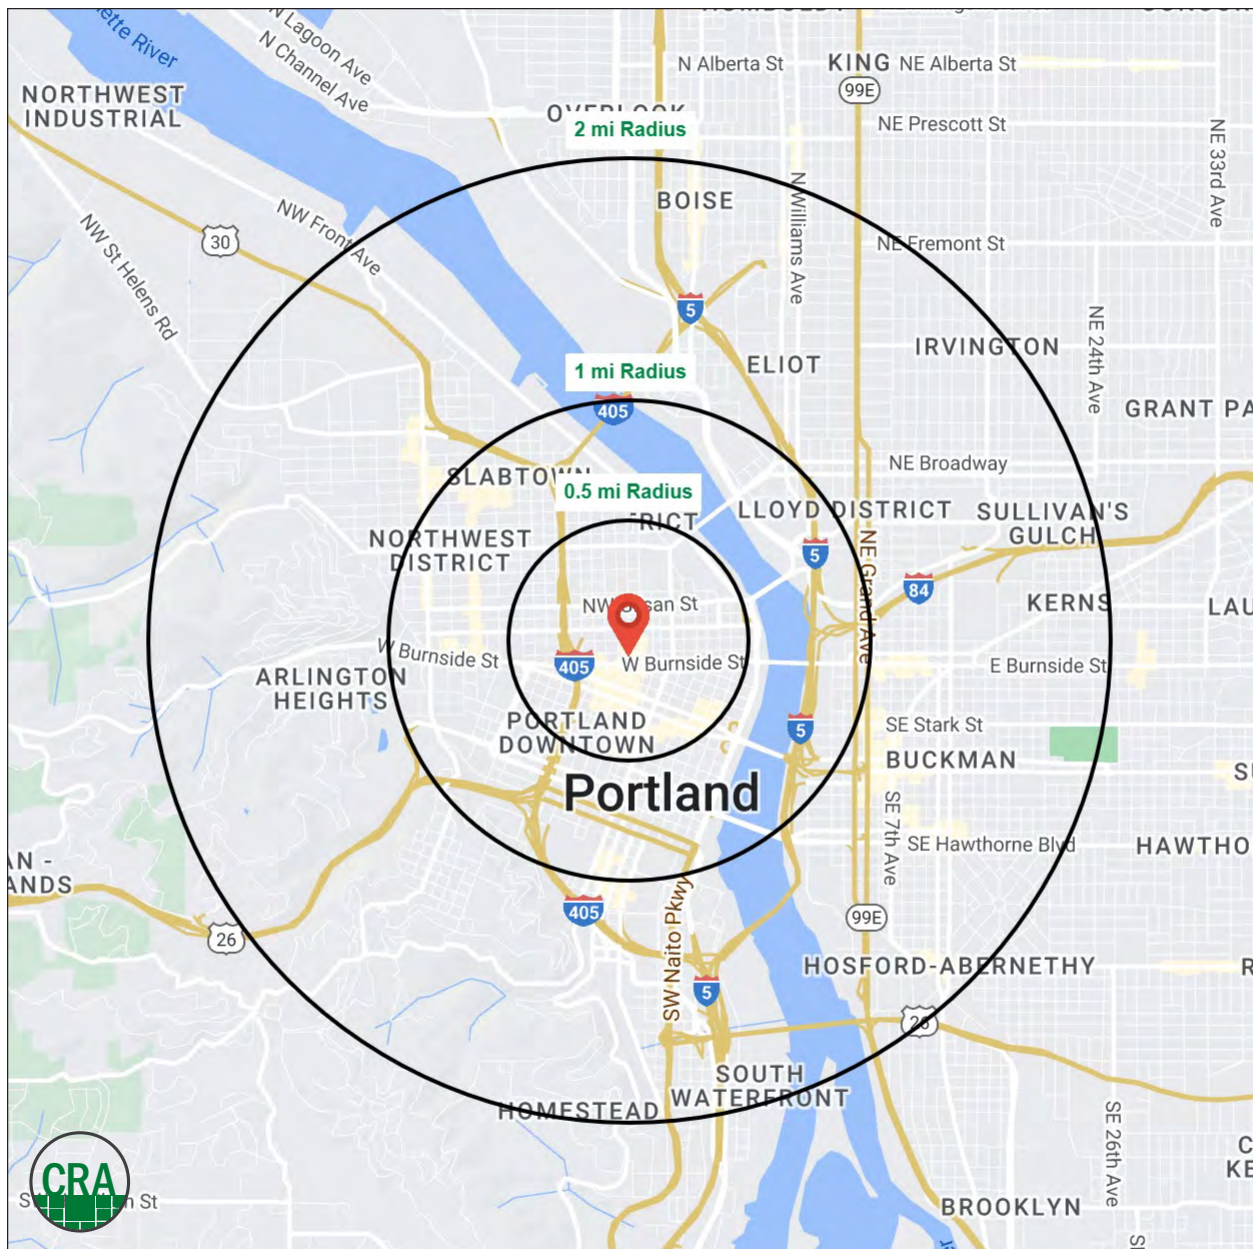 N Lagoon Ave
N Channel Ave
N Alberta St
KING
NE Alberta St
99E
NORTHWEST
INDUSTRIAL
OVERLOOK
2 mi Radius
NE Prescott St
NE 33rd Ave
BOISE
N Williams Ave
NW Front Ave
30
NE Fremont St
NW St Helens Rd
5
IRVINGTON
NE 24th Ave
ELIOT
1 mi Radius
405
GRANT PA
NE Broadway
SLABTOWN
0.5 mi Radius
LLOYD DISTRICT
SULLIVAN'S
GULCH
NORTHWEST
DISTRICT
5
NE Grand Ave
84
KERNS
LAU
W Burnside St
405
W Burnside St
E Burnside St
ARLINGTON
HEIGHTS
PORTLAND
DOWNTOWN
5
SE Stark St
BUCKMAN
Portland
SE 7th Ave
SE Hawthorne Blvd
HAWTHO
ANDS
405
SW Naito Pkwy
99E
26
HOSFORD-ABERNETHY
5
26
SOUTH
WATERFRONT
HOMESTEAD
SE 26th Ave
CRA
BROOKLYN